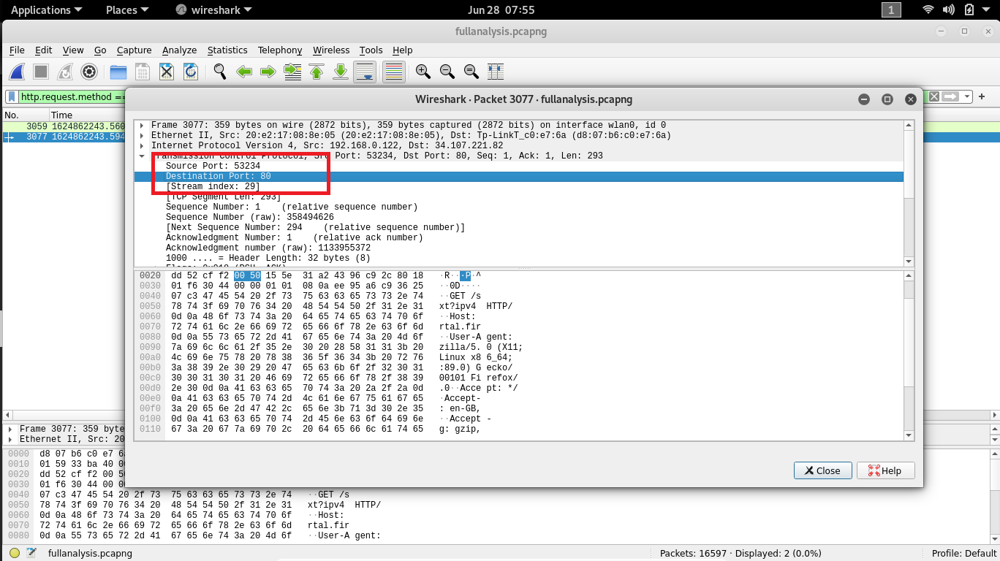 Applications Places wireshark Jun 28 07:55 1
fullanalysis.pcapng
File Edit View Go Capture Analyze Statistics Telephony Wireless Tools Help
http.request.method ==
No. Time
3059 1624862243.560
3077 1624862243.594
Wireshark · Packet 3077 · fullanalysis.pcapng
Frame 3077: 359 bytes on wire (2872 bits), 359 bytes captured (2872 bits) on interface wlan0, id 0
Ethernet II, Src: 20:e2:17:08:8e:05 (20:e2:17:08:8e:05), Dst: Tp-LinkT_c0:e7:6a (d8:07:b6:c0:e7:6a)
Internet Protocol Version 4, Src: 192.168.0.122, Dst: 34.107.221.82
Transmission Control Protocol, Src Port: 53234, Dst Port: 80, Seq: 1, Ack: 1, Len: 293
Source Port: 53234
Destination Port: 80
[Stream index: 29]
[TCP Segment Len: 293]
Sequence Number: 1 (relative sequence number)
Sequence Number (raw): 358494626
[Next Sequence Number: 294 (relative sequence number)]
Acknowledgment Number: 1 (relative ack number)
Acknowledgment number (raw): 1133955372
1000 .... = Header Length: 32 bytes (8)
0020 dd 52 cf f2 00 50 15 5e 31 a2 43 96 c9 2c 80 18 ·R···P·^
0030 01 f6 30 44 00 00 01 01 08 0a ee 95 a6 c9 36 25 ··0D····
0040 07 c3 47 45 54 20 2f 73 75 63 63 65 73 73 2e 74 ··GET /s
0050 78 74 3f 69 70 76 34 20 48 54 54 50 2f 31 2e 31 xt?ipv4 HTTP/
0060 0d 0a 48 6f 73 74 3a 20 64 65 74 65 63 74 70 6f ··Host:
0070 72 74 61 6c 2e 66 69 72 65 66 6f 78 2e 63 6f 6d rtal.fir
0080 0d 0a 55 73 65 72 2d 41 67 65 6e 74 3a 20 4d 6f ··User-A gent:
0090 7a 69 6c 6c 61 2f 35 2e 30 20 28 58 31 31 3b 20 zilla/5. 0 (X11;
00a0 4c 69 6e 75 78 20 78 38 36 5f 36 34 3b 20 72 76 Linux x8 6_64;
00b0 3a 38 39 2e 30 29 20 47 65 63 6b 6f 2f 32 30 31 :89.0) G ecko/
00c0 30 30 31 30 31 20 46 69 72 65 66 6f 78 2f 38 39 00101 Fi refox/
00d0 2e 30 0d 0a 41 63 63 65 70 74 3a 20 2a 2f 2a 0d .0··Acce pt: */
00e0 0a 41 63 63 65 70 74 2d 4c 61 6e 67 75 61 67 65 ·Accept-
00f0 3a 20 65 6e 2d 47 42 2c 65 6e 3b 71 3d 30 2e 35 : en-GB,
0100 0d 0a 41 63 63 65 70 74 2d 45 6e 63 6f 64 69 6e ··Accept -
0110 67 3a 20 67 7a 69 70 2c 20 64 65 66 6c 61 74 65 g: gzip,
Close Help
Frame 3077: 359 byte
Ethernet II, Src: 20
0000 d8 07 b6 c0 e7 6a
0010 01 59 33 ba 40 00
0020 dd 52 cf f2 00 50
0030 01 f6 30 44 00 00
0040 07 c3 47 45 54 20 2f 73 75 63 63 65 73 73 2e 74 ··GET /s
0050 78 74 3f 69 70 76 34 20 48 54 54 50 2f 31 2e 31 xt?ipv4 HTTP/
0060 0d 0a 48 6f 73 74 3a 20 64 65 74 65 63 74 70 6f ··Host:
0070 72 74 61 6c 2e 66 69 72 65 66 6f 78 2e 63 6f 6d rtal.fir
0080 0d 0a 55 73 65 72 2d 41 67 65 6e 74 3a 20 4d 6f ··User-A gent:
fullanalysis.pcapng Packets: 16597 · Displayed: 2 (0.0%) Profile: Default